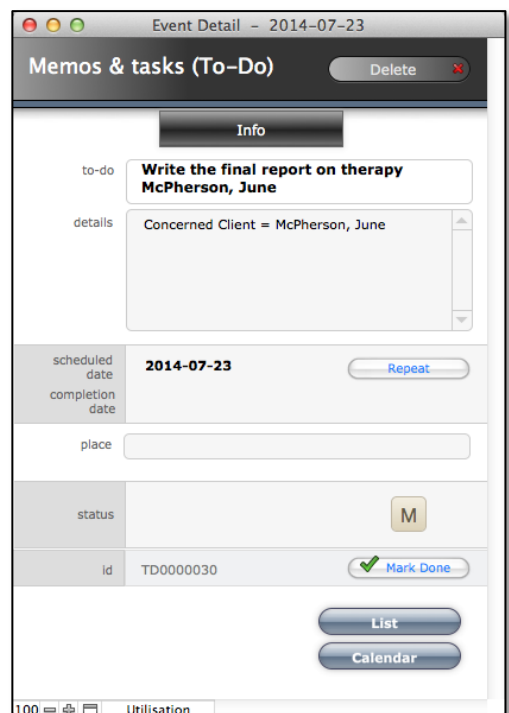 Event Detail – 2014-07-23
Memos & tasks (To-Do)
Delete
Info
to-do
Write the final report on therapy
McPherson, June
details
Concerned Client = McPherson, June
scheduled
date
2014-07-23
Repeat
completion
date
place
status
M
id
TD0000030
Mark Done
List
Calendar
100
Utilisation